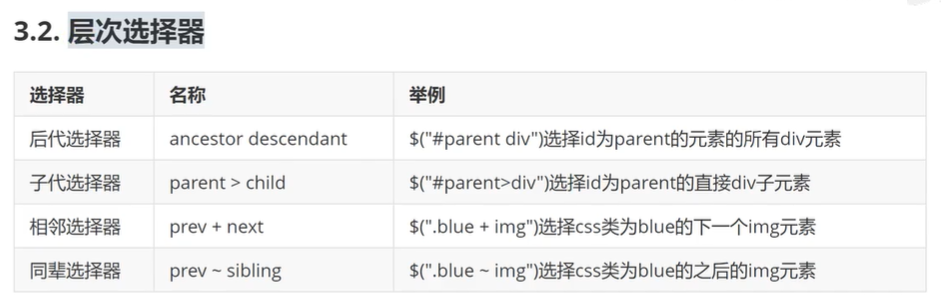 3.2. 层次选择器
选择器 名称 举例
后代选择器 ancestor descendant $("#parent div")选择id为parent的元素的所有div元素
子代选择器 parent > child $("#parent>div")选择id为parent的直接div子元素
相邻选择器 prev + next $(".blue + img")选择css类为blue的下一个img元素
同辈选择器 prev ~ sibling $(".blue ~ img")选择css类为blue的之后的img元素